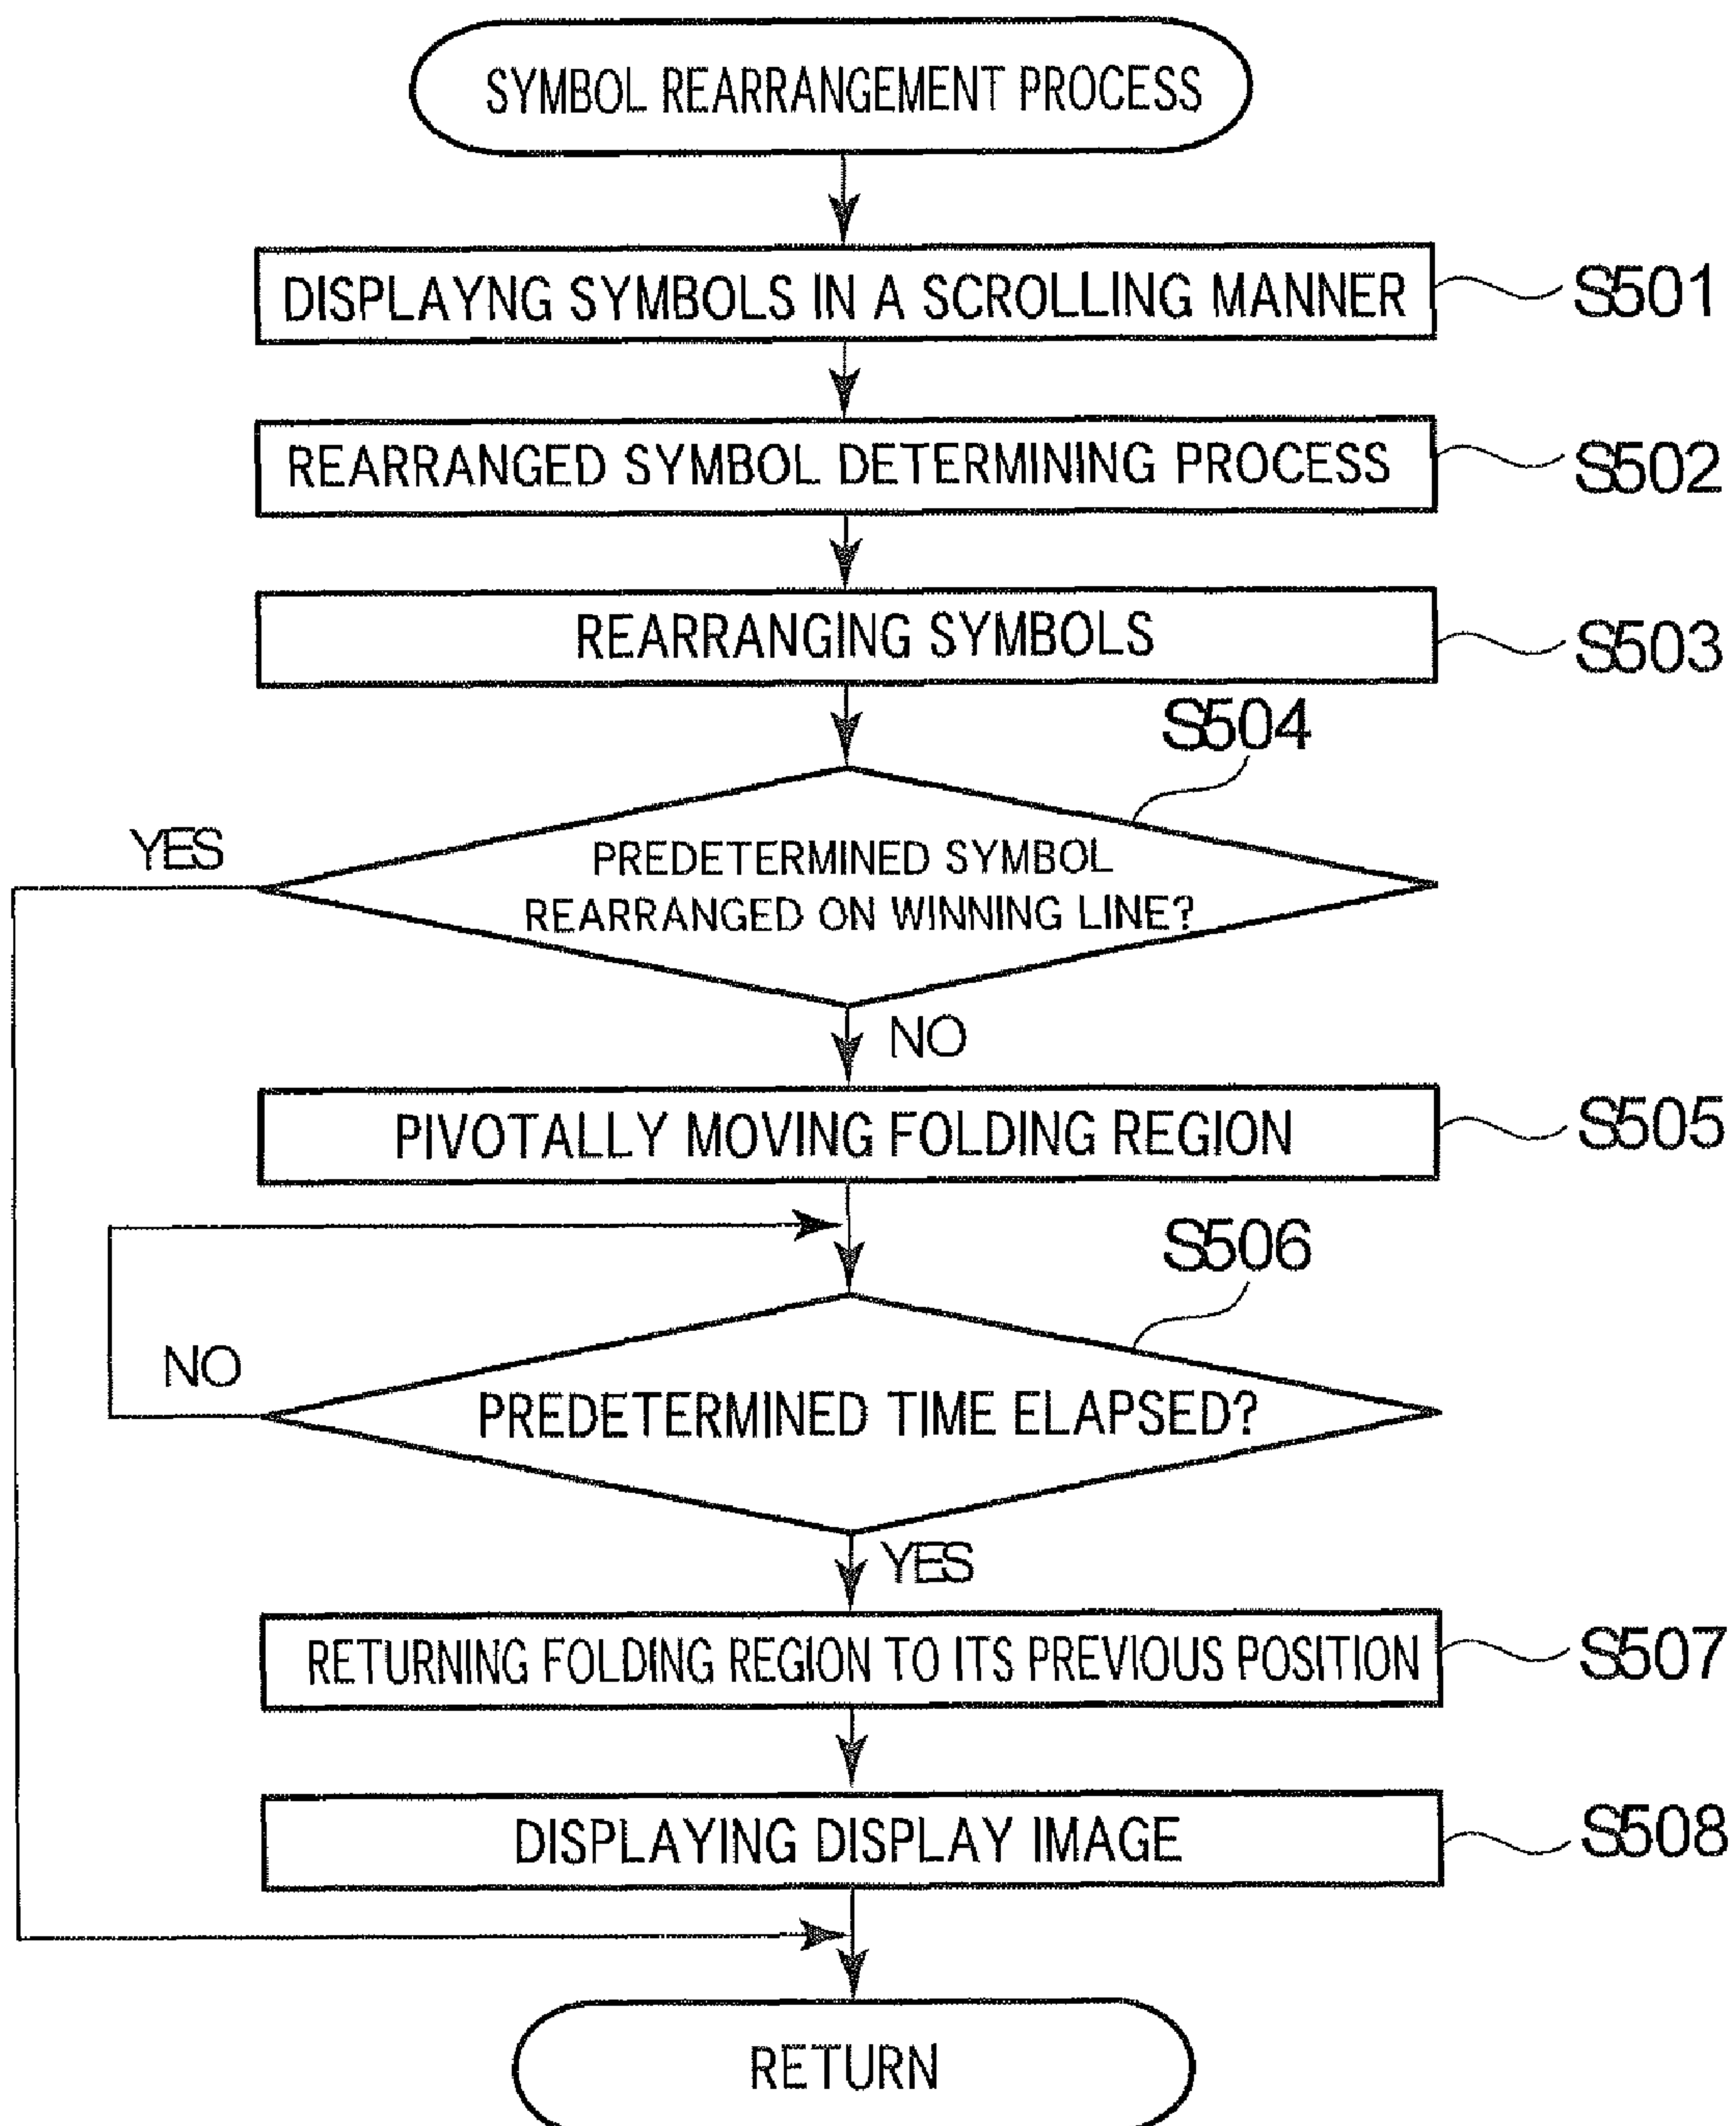 SYMBOL REARRANGEMENT PROCESS
DISPLAYNG SYMBOLS IN A SCROLLING MANNER
S501
REARRANGED SYMBOL DETERMINING PROCESS
S502
REARRANGING SYMBOLS
S503
S504
YES
PREDETERMINED SYMBOL
REARRANGED ON WINNING LINE?
NO
PIVOTALLY MOVING FOLDING REGION
S505
S506
NO
PREDETERMINED TIME ELAPSED?
YES
RETURNING FOLDING REGION TO ITS PREVIOUS POSITION
S507
DISPLAYING DISPLAY IMAGE
S508
RETURN